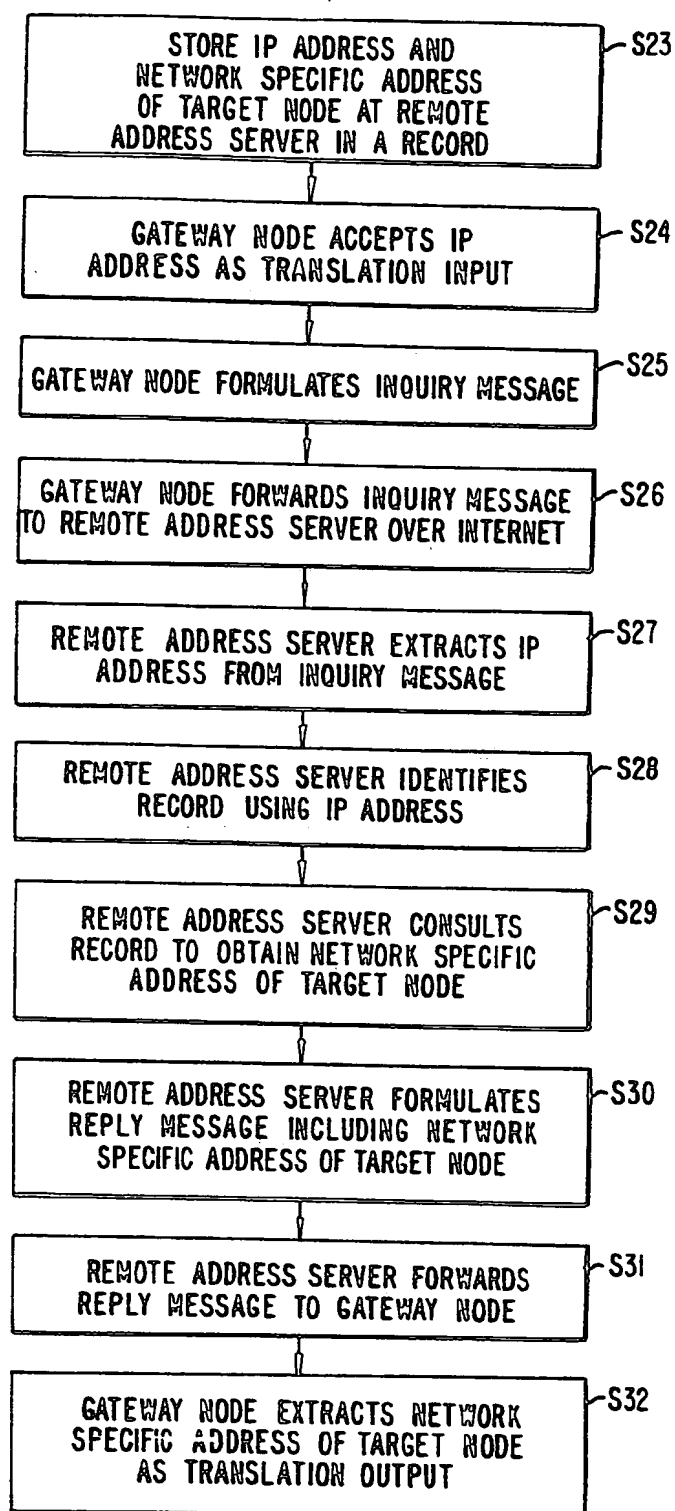 STORE IP ADDRESS AND
NETWORK SPECIFIC ADDRESS
OF TARGET NODE AT REMOTE
ADDRESS SERVER IN A RECORD
S23
GATEWAY NODE ACCEPTS IP
ADDRESS AS TRANSLATION INPUT
S24
GATEWAY NODE FORMULATES INQUIRY MESSAGE
S25
GATEWAY NODE FORWARDS INQUIRY MESSAGE
TO REMOTE ADDRESS SERVER OVER INTERNET
S26
REMOTE ADDRESS SERVER EXTRACTS IP
ADDRESS FROM INQUIRY MESSAGE
S27
REMOTE ADDRESS SERVER IDENTIFIES
RECORD USING IP ADDRESS
S28
REMOTE ADDRESS SERVER CONSULTS
RECORD TO OBTAIN NETWORK SPECIFIC
ADDRESS OF TARGET NODE
S29
REMOTE ADDRESS SERVER FORMULATES
REPLY MESSAGE INCLUDING NETWORK
SPECIFIC ADDRESS OF TARGET NODE
S30
REMOTE ADDRESS SERVER FORWARDS
REPLY MESSAGE TO GATEWAY NODE
S31
GATEWAY NODE EXTRACTS NETWORK
SPECIFIC ADDRESS OF TARGET NODE
AS TRANSLATION OUTPUT
S32